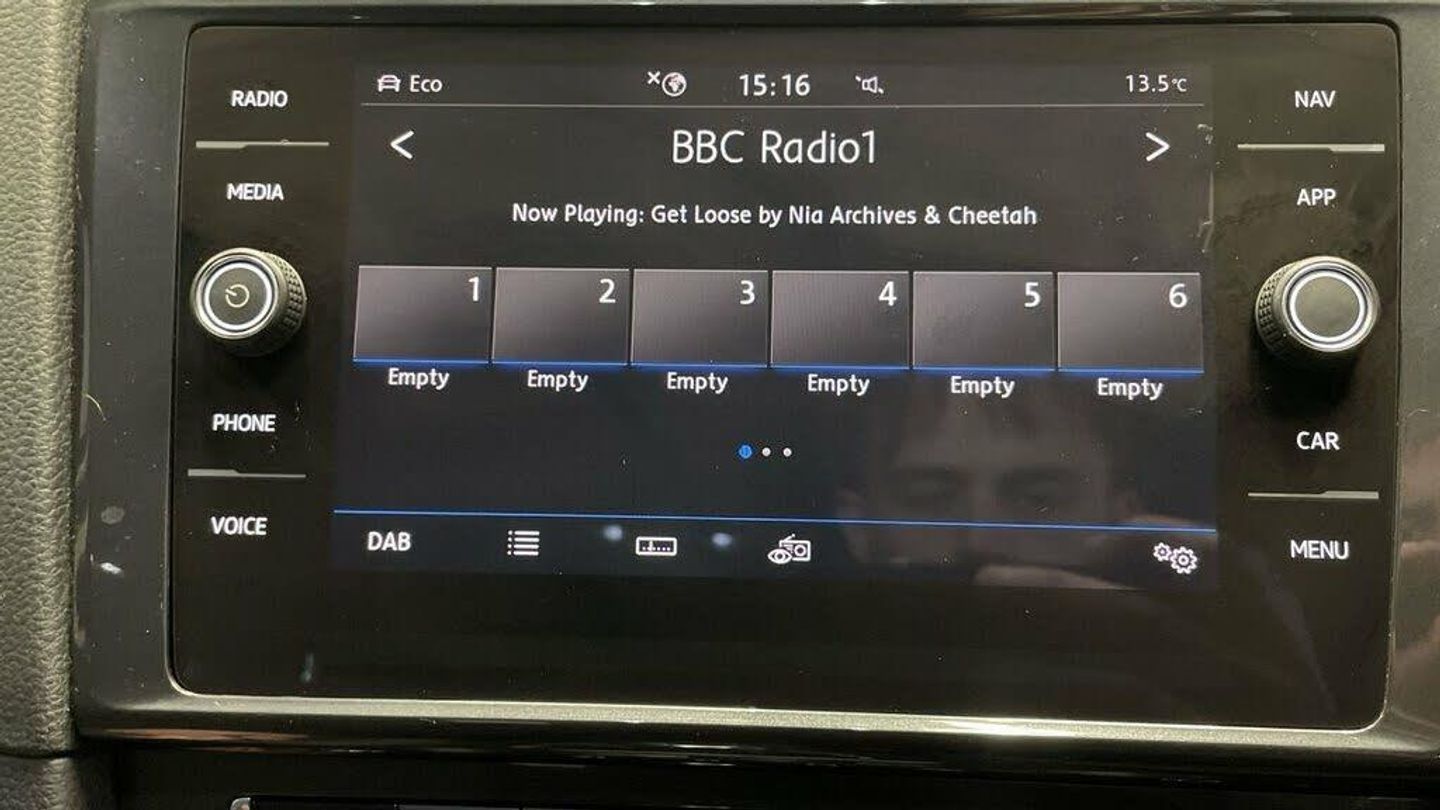 RADIO
MEDIA
PHONE
VOICE
Eco
15:16
13.5°C
< BBC Radio1 >
Now Playing: Get Loose by Nia Archives & Cheetah
1 2 3 4 5 6
Empty Empty Empty Empty Empty Empty
DAB
NAV
APP
CAR
MENU